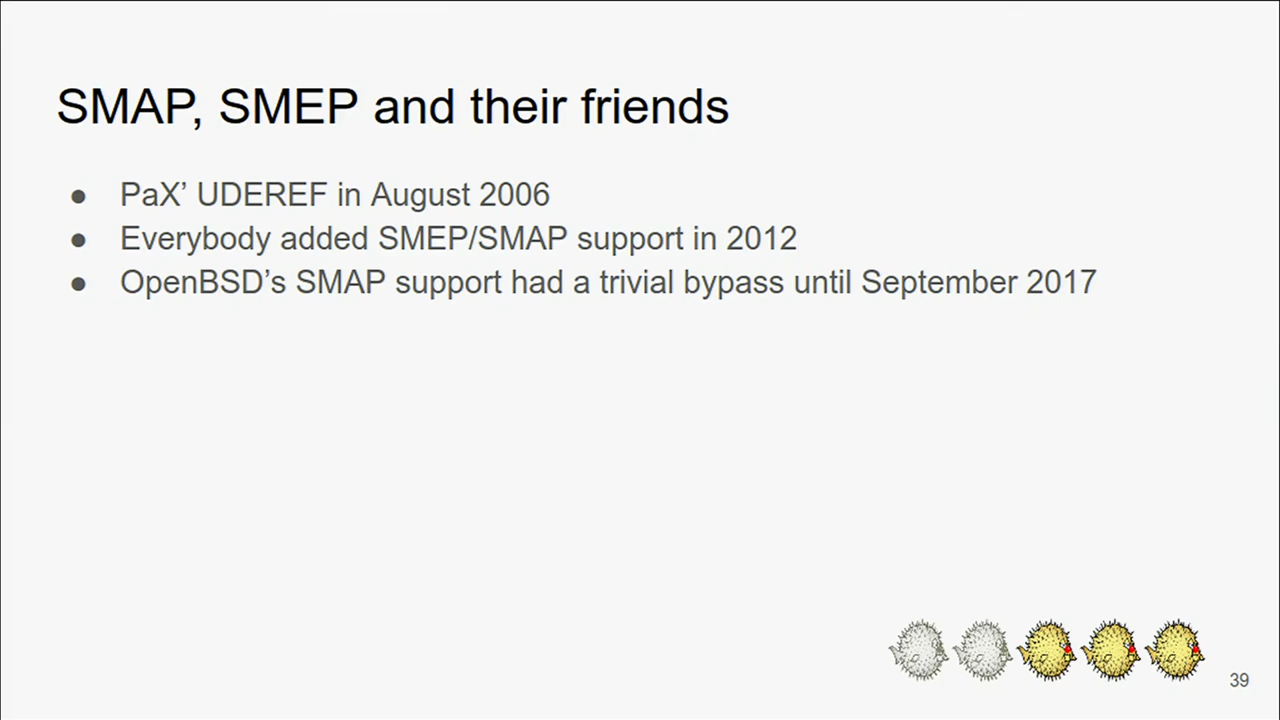 SMAP, SMEP and their friends
● PaX’ UDEREF in August 2006
● Everybody added SMEP/SMAP support in 2012
● OpenBSD’s SMAP support had a trivial bypass until September 2017
39